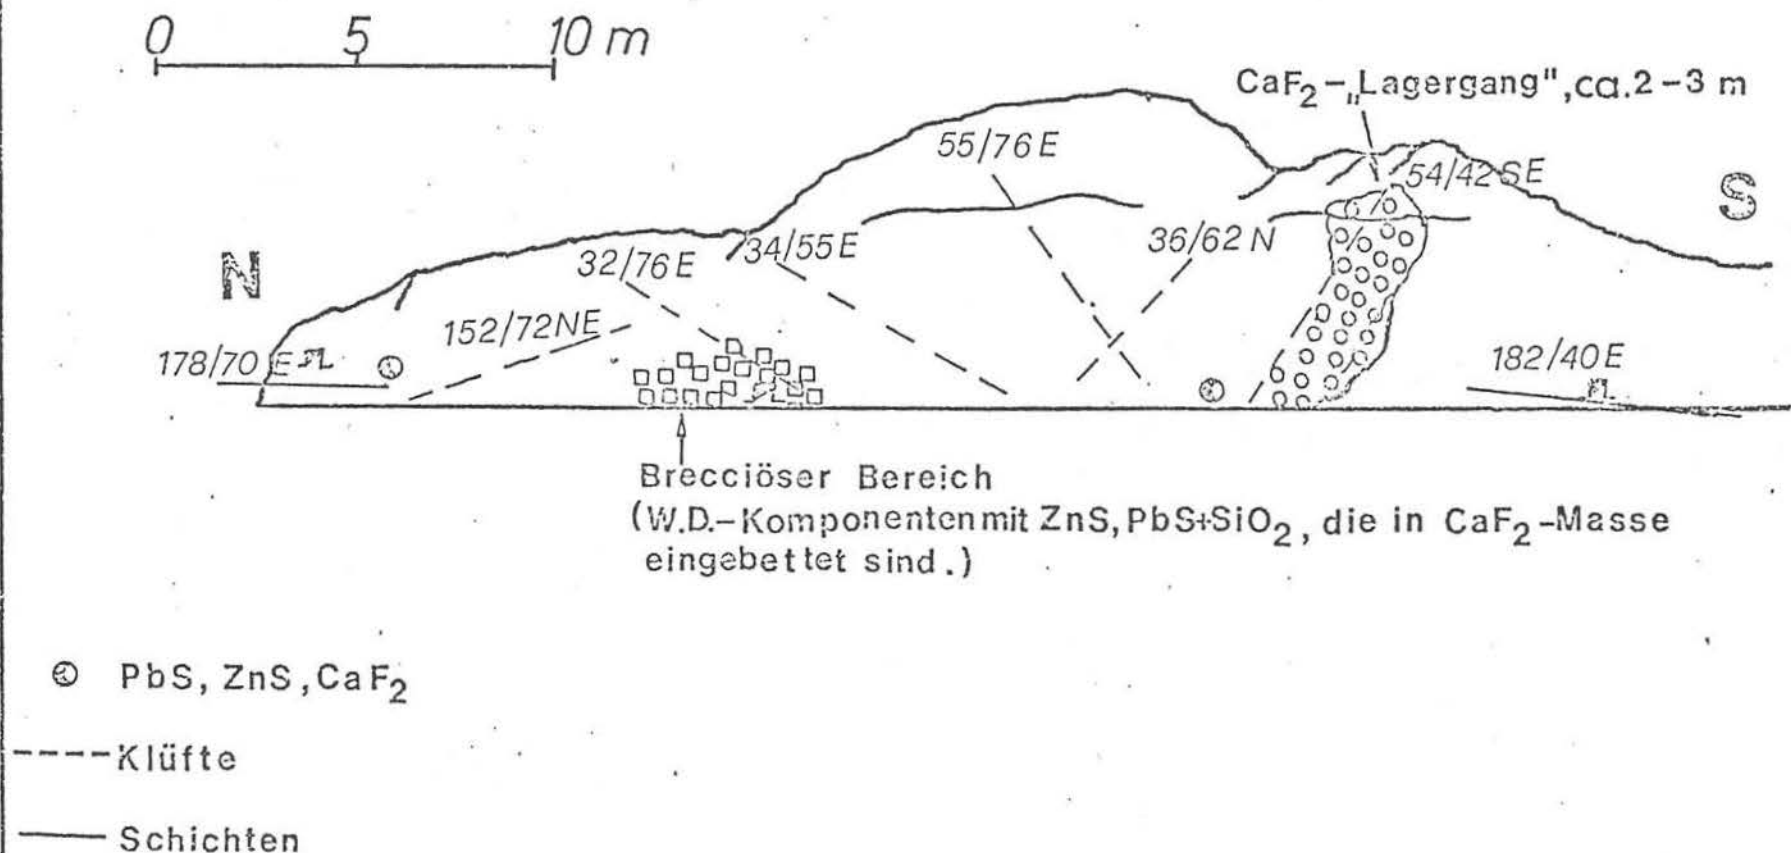 0 5 10 m
CaF₂-„Lagergang", ca. 2-3 m
55/76 E
54/42 SE
S
36/62 N
34/55 E
32/76 E
N
152/72 NE
178/70 E
182/40 E
Brecciöser Bereich
(W.D.-Komponenten mit ZnS, PbS+SiO₂, die in CaF₂-Masse
eingebettet sind.)
PbS, ZnS, CaF₂
Klüfte
Schichten